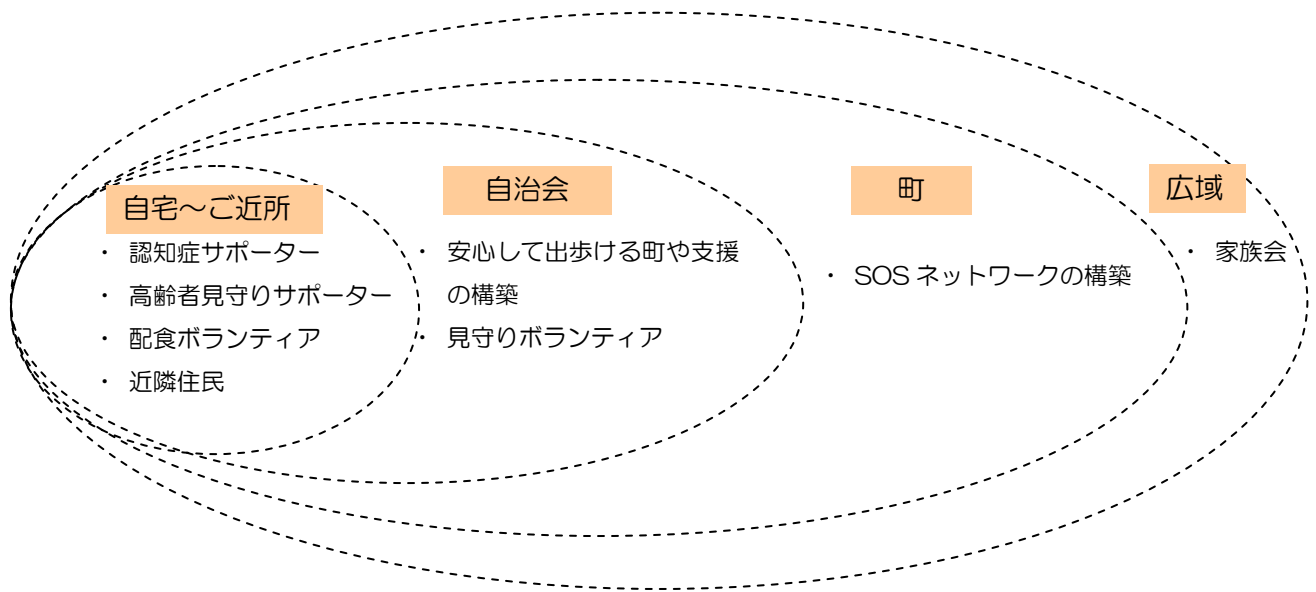 自宅～ご近所
・ 認知症サポーター
・ 高齢者見守りサポーター
・ 配食ボランティア
・ 近隣住民
自治会
・ 安心して出歩ける町や支援
の構築
・ 見守りボランティア
町
・ SOS ネットワークの構築
広域
・ 家族会